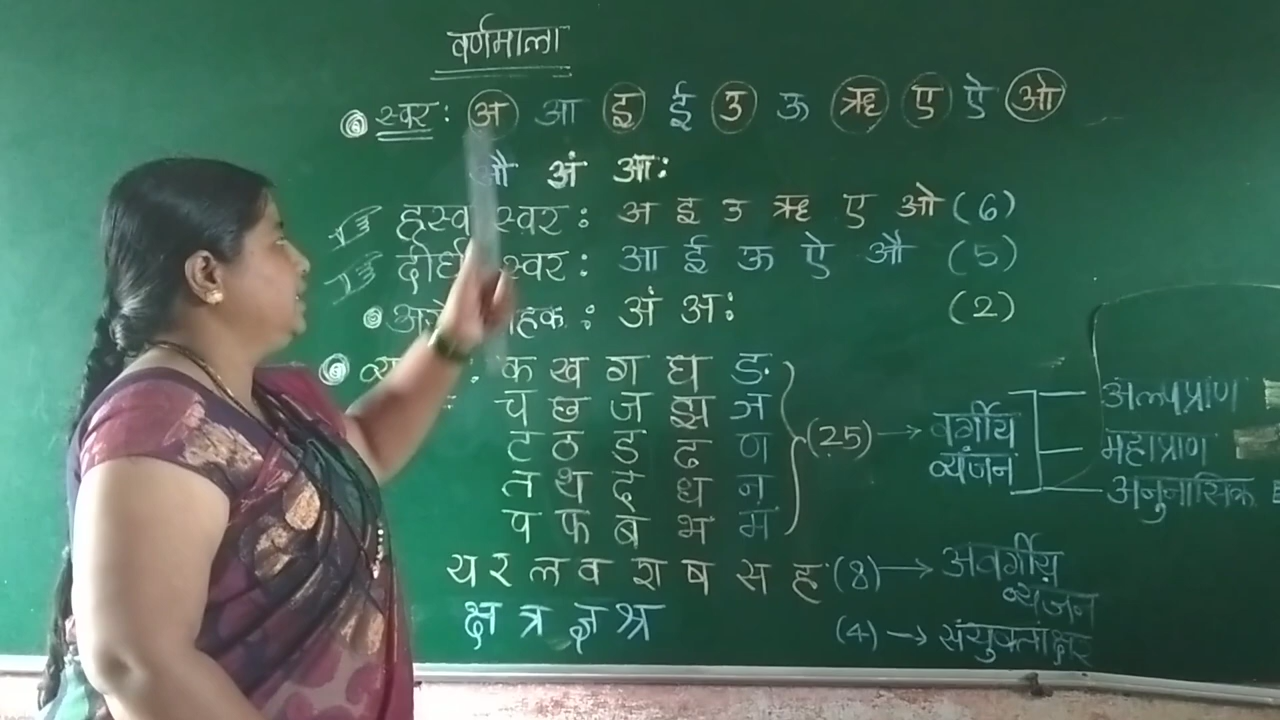 वर्णमाला
स्वर : अ आ इ ई उ ऊ ऋ ए ऐ ओ
औ अं आः
ह्रस्व स्वर : अ इ उ ऋ ए ओ (6)
स्वर : आ ई ऊ ऐ औ (5)
अं अः (2)
: क ख ग घ ङ
च छ ज झ ञ
ट ठ ड ढ ण
त थ द ध न
प फ ब भ म
(25) → वर्गीय व्यंजन
अल्पप्राण
महाप्राण
अनुनासिक
य र ल व श ष स ह (8) → अवर्गीय व्यंजन
क्ष त्र ज्ञ श्र (4) → संयुक्ताक्षर